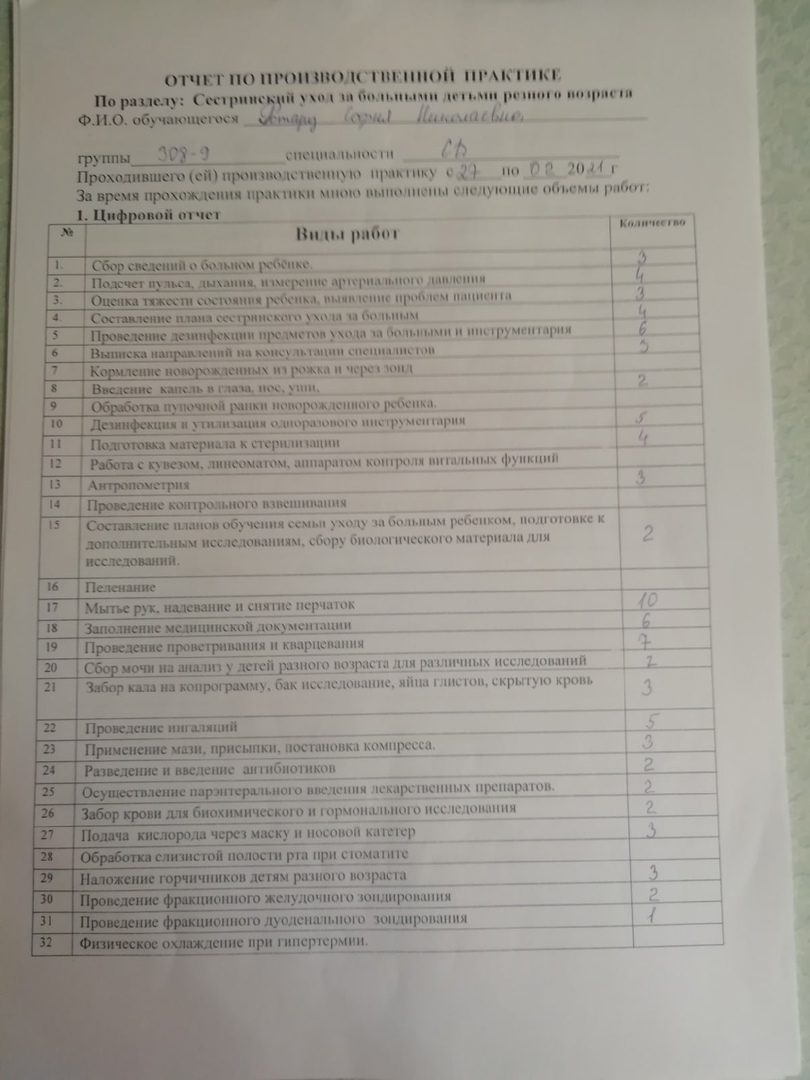 ОТЧЕТ ПО ПРОИЗВОДСТВЕННОЙ ПРАКТИКЕ
По разделу: Сестринский уход за больными детьми резного возраста
Ф.И.О. обучающегося Николаевна
группы 308-9 специальности СД
Проходившего (ей) производственную практику с 27 по 02 2021 г
За время прохождения практики мною выполнены следующие объемы работ:
1. Цифровой отчет
№ Виды работ Количество
1. Сбор сведений о больном ребенке. 3
2. Подсчет пульса, дыхания, измерение артериального давления 4
3. Оценка тяжести состояния ребенка, выявление проблем пациента 3
4. Составление плана сестринского ухода за больным 4
5 Проведение дезинфекции предметов ухода за больными и инструментария 6
6 Выписка направлений на консультации специалистов 3
7 Кормление новорожденных из рожка и через зонд
8 Введение капель в глаза, нос, уши. 2
9 Обработка пупочной ранки новорожденного ребенка.
10 Дезинфекция и утилизация одноразового инструментария 5
11 Подготовка материала к стерилизации 4
12 Работа с кувезом, линеоматом, аппаратом контроля витальных функций
13 Антропометрия 3
14 Проведение контрольного взвешивания
15 Составление планов обучения семьи уходу за больным ребенком, подготовке к
дополнительным исследованиям, сбору биологического материала для 2
исследований.
16 Пеленание
17 Мытье рук, надевание и снятие перчаток 10
18 Заполнение медицинской документации 6
19 Проведение проветривания и кварцевания 7
20 Сбор мочи на анализ у детей разного возраста для различных исследований 2
21 Забор кала на копрограмму, бак исследование, яйца глистов, скрытую кровь 3
22 Проведение ингаляций 5
23 Применение мази, присыпки, постановка компресса. 3
24 Разведение и введение антибиотиков 2
25 Осуществление парэнтерального введения лекарственных препаратов. 2
26 Забор крови для биохимического и гормонального исследования 2
27 Подача кислорода через маску и носовой катетер 3
28 Обработка слизистой полости рта при стоматите
29 Наложение горчичников детям разного возраста 3
30 Проведение фракционного желудочного зондирования 2
31 Проведение фракционного дуоденального зондирования 1
32 Физическое охлаждение при гипертермии.